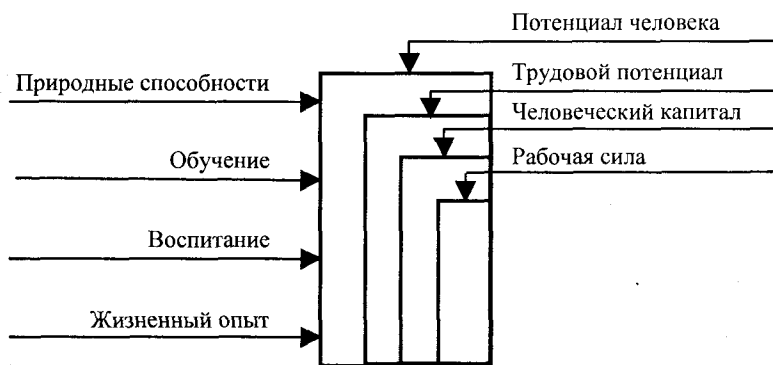 Потенциал человека
Природные способности
Трудовой потенциал
Человеческий капитал
Обучение
Рабочая сила
Воспитание
Жизненный опыт